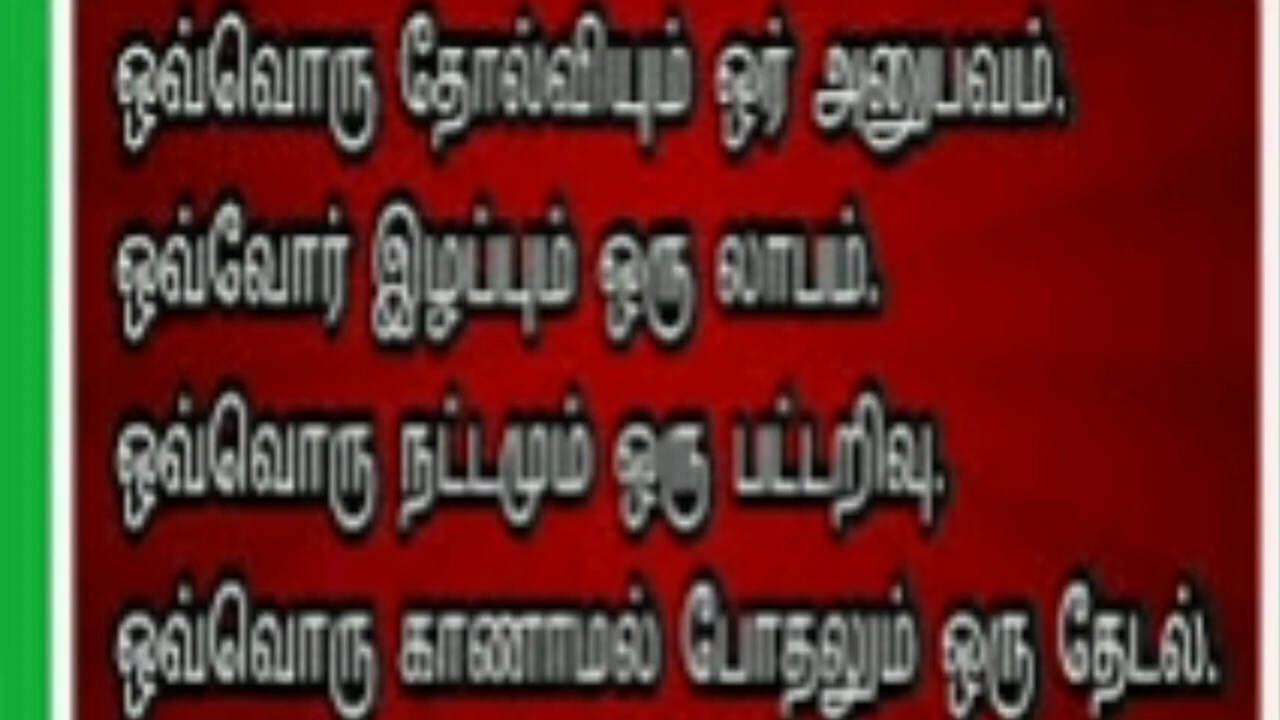 ஒவ்வொரு தோல்வியும் ஓர் அனுபவம்.
ஒவ்வோர் இழப்பும் ஒரு லாபம்.
ஒவ்வொரு நட்டமும் ஒரு பட்டறிவு.
ஒவ்வொரு காணாமல் போதலும் ஒரு தேடல்.